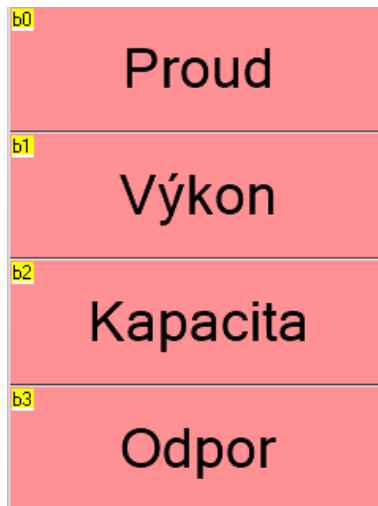 b0
Proud
b1
Výkon
b2
Kapacita
b3
Odpor